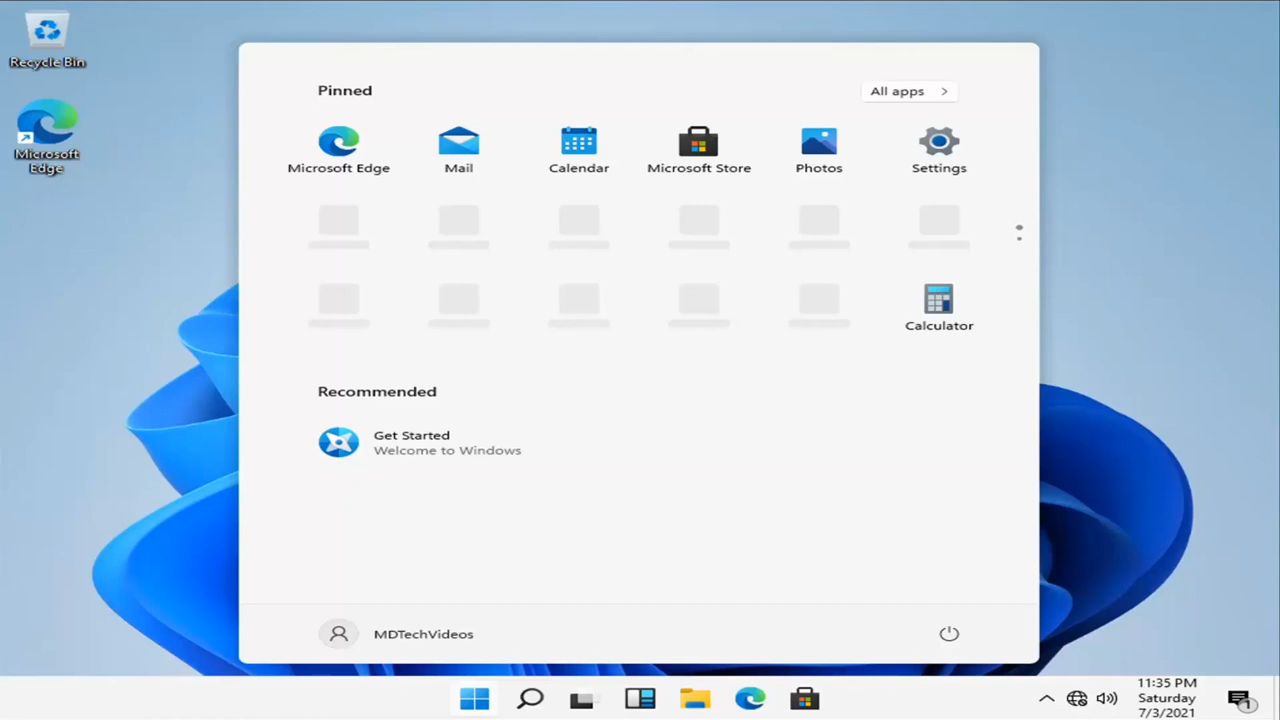 Recycle Bin
Microsoft
Edge
Pinned
All apps
Microsoft Edge
Mail
Calendar
Microsoft Store
Photos
Settings
Calculator
Recommended
Get Started
Welcome to Windows
MDTechVideos
11:35 PM
Saturday
7/3/2021
1